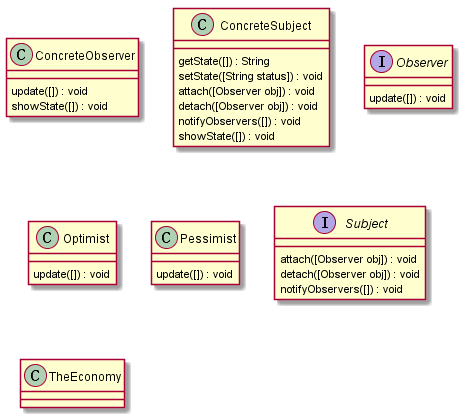 C ConcreteObserver
update([]) : void
showState([]) : void
C ConcreteSubject
getState([]) : String
setState([String status]) : void
attach([Observer obj]) : void
detach([Observer obj]) : void
notifyObservers([]) : void
showState([]) : void
I Observer
update([]) : void
C Optimist
update([]) : void
C Pessimist
update([]) : void
I Subject
attach([Observer obj]) : void
detach([Observer obj]) : void
notifyObservers([]) : void
C TheEconomy